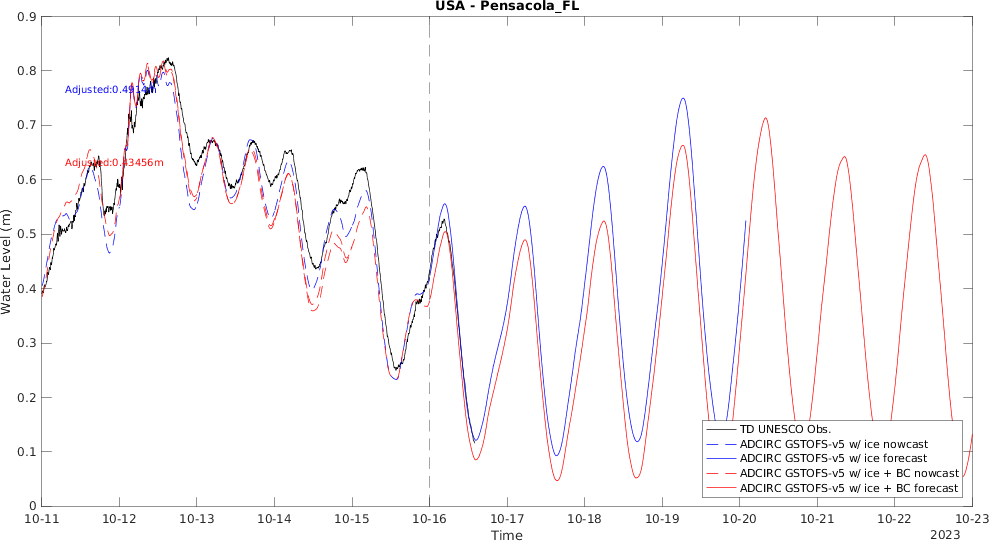 USA - Pensacola_FL
0.9
0.8
0.7
0.6
0.5
0.4
0.3
0.2
0.1
0
Water Level (m)
Adjusted:0.4914
Adjusted:0.43456m
TD UNESCO Obs.
ADCIRC GSTOFS-v5 w/ ice nowcast
ADCIRC GSTOFS-v5 w/ ice forecast
ADCIRC GSTOFS-v5 w/ ice + BC nowcast
ADCIRC GSTOFS-v5 w/ ice + BC forecast
10-11 10-12 10-13 10-14 10-15 10-16 10-17 10-18 10-19 10-20 10-21 10-22 10-23
Time
2023